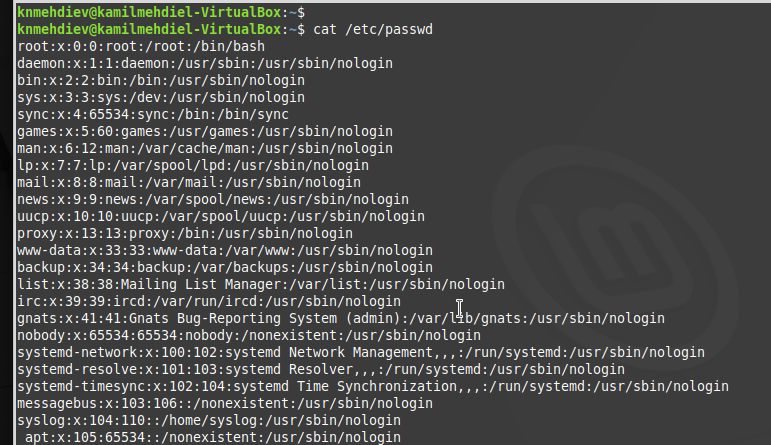 knmehdiev@kamilmehdiel-VirtualBox:~$
knmehdiev@kamilmehdiel-VirtualBox:~$ cat /etc/passwd
root:x:0:0:root:/root:/bin/bash
daemon:x:1:1:daemon:/usr/sbin:/usr/sbin/nologin
bin:x:2:2:bin:/bin:/usr/sbin/nologin
sys:x:3:3:sys:/dev:/usr/sbin/nologin
sync:x:4:65534:sync:/bin:/bin/sync
games:x:5:60:games:/usr/games:/usr/sbin/nologin
man:x:6:12:man:/var/cache/man:/usr/sbin/nologin
lp:x:7:7:lp:/var/spool/lpd:/usr/sbin/nologin
mail:x:8:8:mail:/var/mail:/usr/sbin/nologin
news:x:9:9:news:/var/spool/news:/usr/sbin/nologin
uucp:x:10:10:uucp:/var/spool/uucp:/usr/sbin/nologin
proxy:x:13:13:proxy:/bin:/usr/sbin/nologin
www-data:x:33:33:www-data:/var/www:/usr/sbin/nologin
backup:x:34:34:backup:/var/backups:/usr/sbin/nologin
list:x:38:38:Mailing List Manager:/var/list:/usr/sbin/nologin
irc:x:39:39:ircd:/var/run/ircd:/usr/sbin/nologin
gnats:x:41:41:Gnats Bug-Reporting System (admin):/var/lib/gnats:/usr/sbin/nologin
nobody:x:65534:65534:nobody:/nonexistent:/usr/sbin/nologin
systemd-network:x:100:102:systemd Network Management,,,:/run/systemd:/usr/sbin/nologin
systemd-resolve:x:101:103:systemd Resolver,,,:/run/systemd:/usr/sbin/nologin
systemd-timesync:x:102:104:systemd Time Synchronization,,,:/run/systemd:/usr/sbin/nologin
messagebus:x:103:106::/nonexistent:/usr/sbin/nologin
syslog:x:104:110::/home/syslog:/usr/sbin/nologin
_apt:x:105:65534::/nonexistent:/usr/sbin/nologin